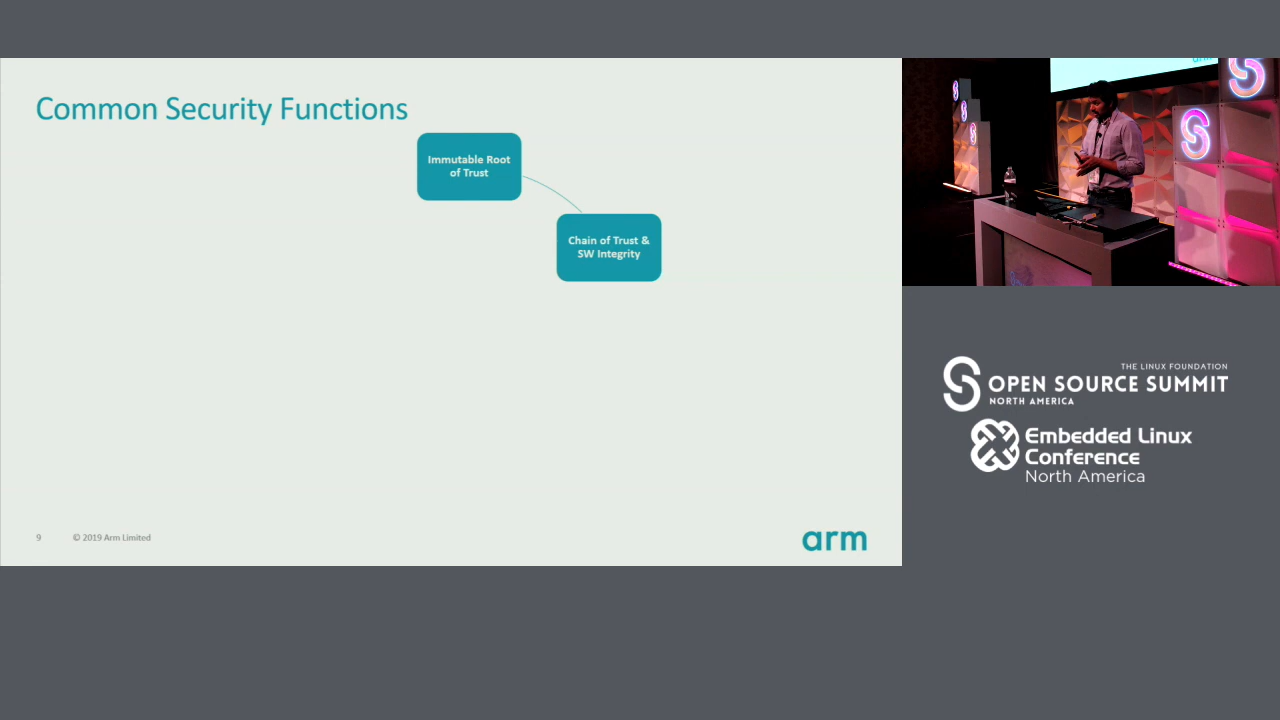 Common Security Functions
Immutable Root
of Trust
Chain of Trust &
SW Integrity
9
© 2019 Arm Limited
arm
arm
THE LINUX FOUNDATION
OPEN SOURCE SUMMIT
NORTH AMERICA
Embedded Linux
Conference
North America